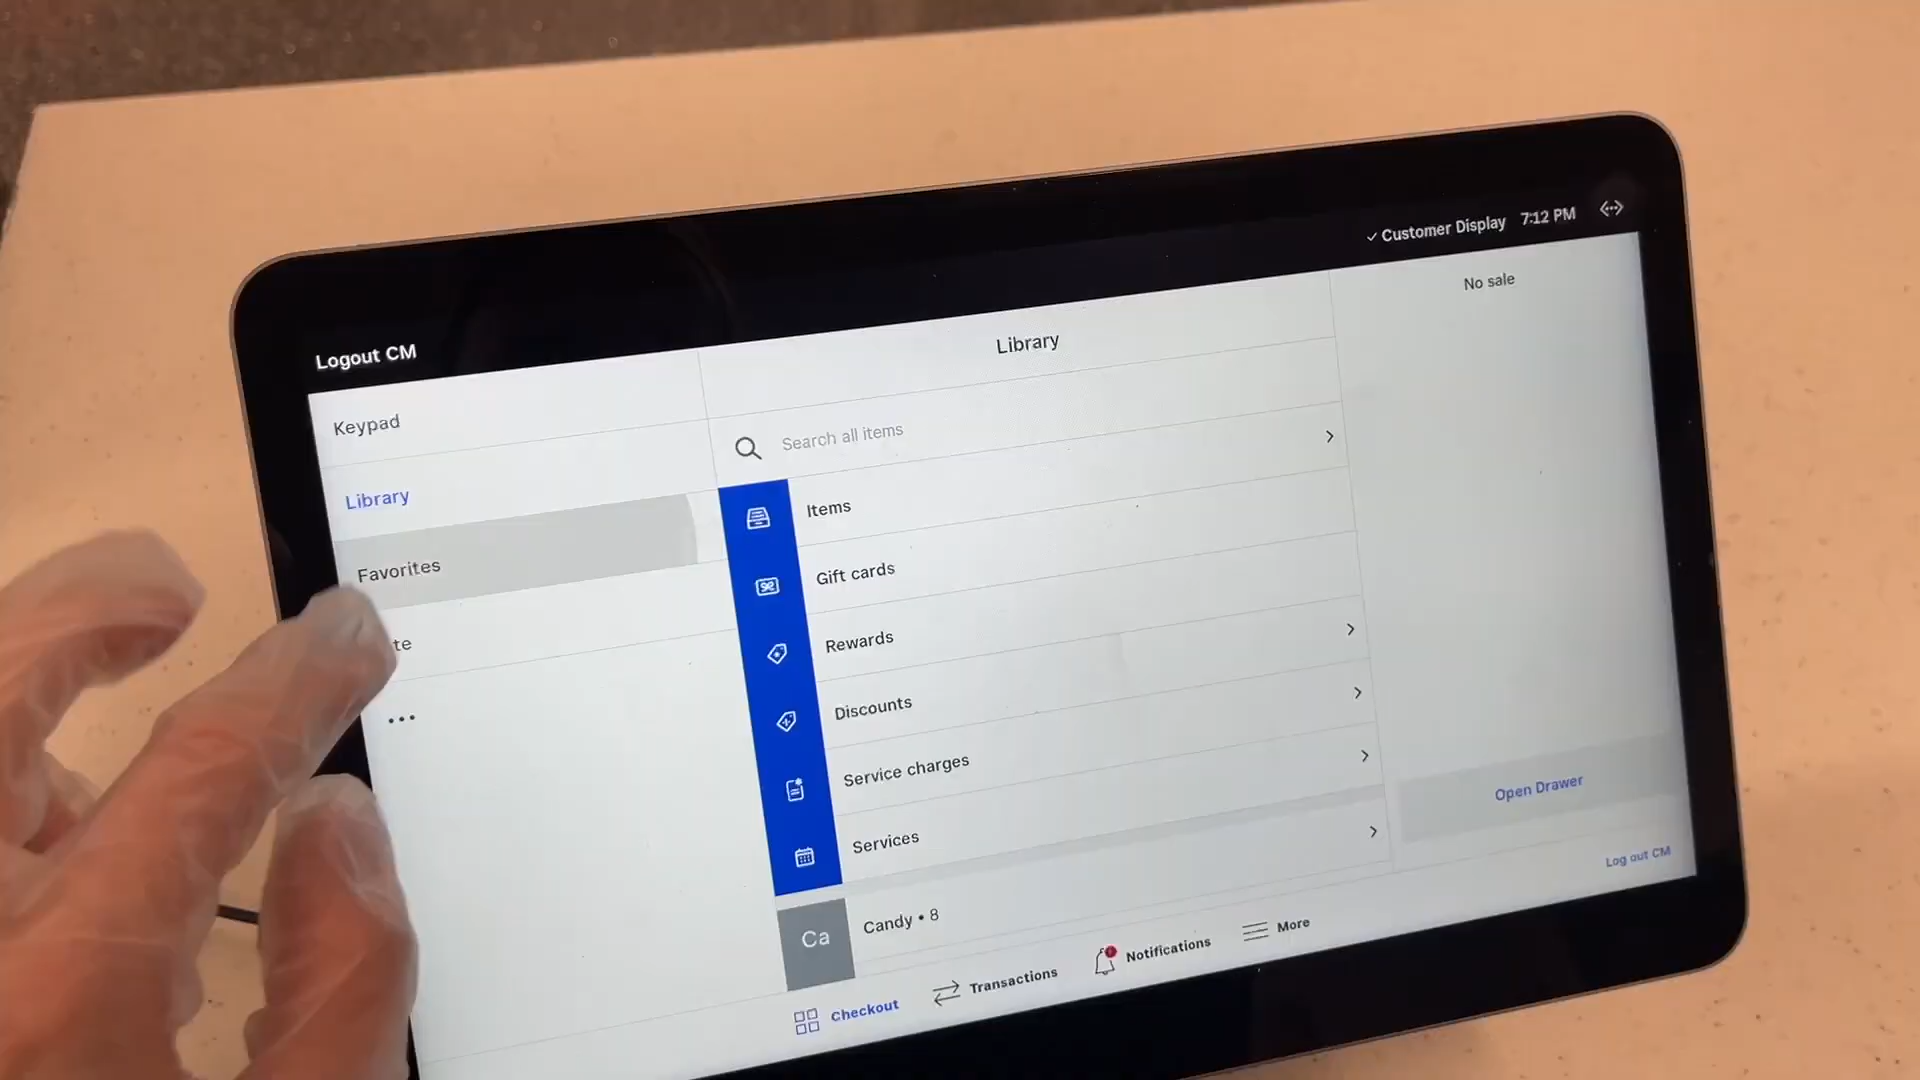 ✓ Customer Display 7:12 PM
Logout CM
Library
No sale
Keypad
Search all items
Library
Items
Favorites
Gift cards
te
Rewards
•••
Discounts
Service charges
Open Drawer
Services
Log out CM
Ca Candy • 8
Checkout Transactions Notifications More